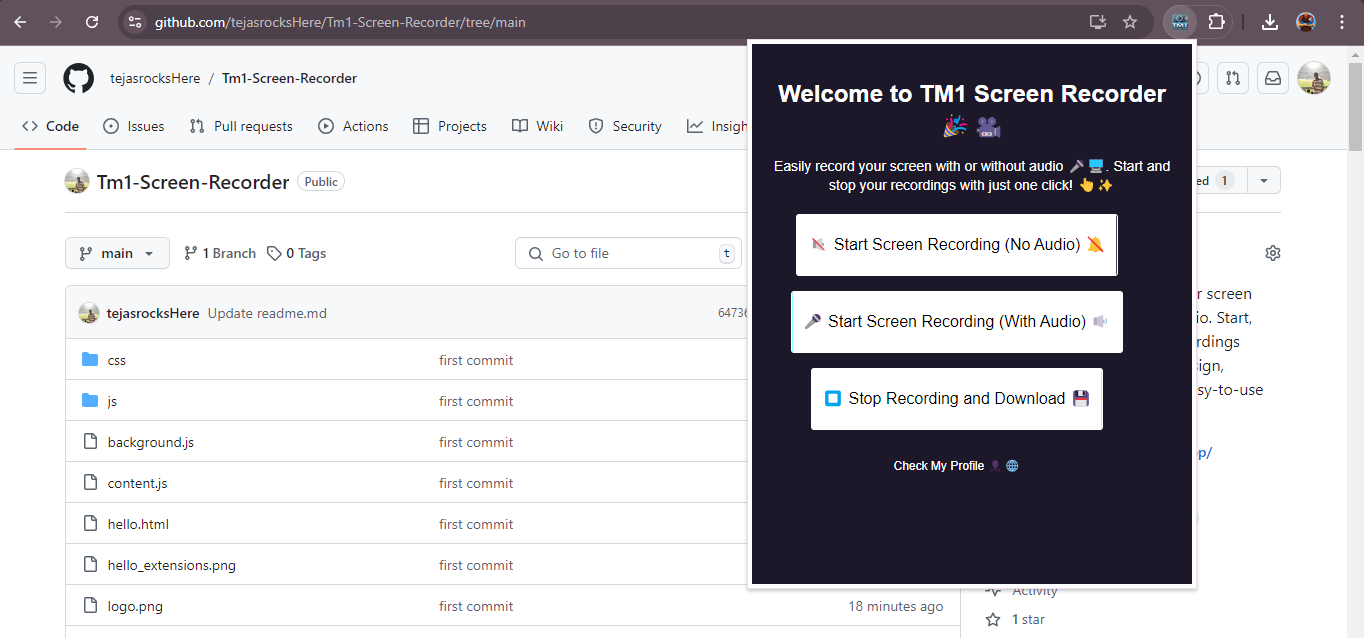 github.com/tejasrocksHere/Tm1-Screen-Recorder/tree/main
TM1
tejasrocksHere / Tm1-Screen-Recorder
Code Issues Pull requests Actions Projects Wiki Security Insigh
Tm1-Screen-Recorder Public
ed 1
main 1 Branch 0 Tags Go to file t
tejasrocksHere Update readme.md 64736
css first commit
js first commit
background.js first commit
content.js first commit
hello.html first commit
hello_extensions.png first commit
logo.png first commit 18 minutes ago
Welcome to TM1 Screen Recorder
Easily record your screen with or without audio 🎤 💻. Start and
stop your recordings with just one click! 👆✨
Start Screen Recording (No Audio)
Start Screen Recording (With Audio)
Stop Recording and Download
Check My Profile
r screen
io. Start,
rdings
ign,
sy-to-use
p/
Activity
1 star